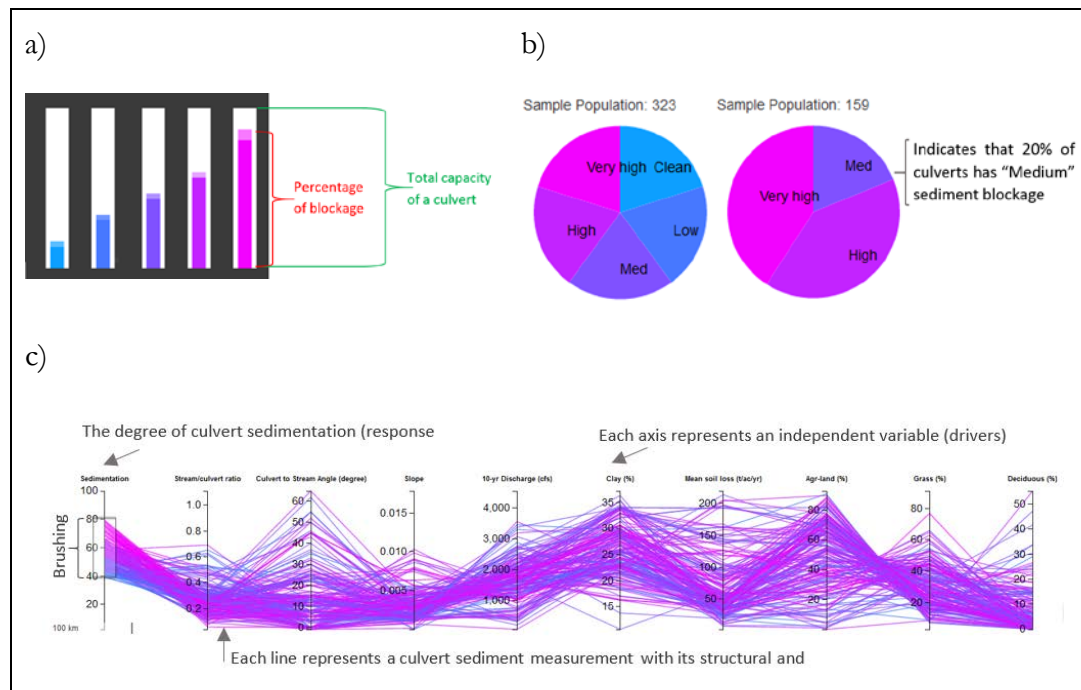 a)
b)
Sample Population: 323
Sample Population: 159
Percentage
of blockage
Total capacity
of a culvert
Very high
Clean
High
Low
Med
Med
Very high
High
Indicates that 20% of
culverts has “Medium”
sediment blockage
c)
The degree of culvert sedimentation (response
Each axis represents an independent variable (drivers)
Sedimentation
Stream/culvert ratio
Culvert to Stream Angle (degree)
Slope
10-yr Discharge (cfs)
Clay (%)
Mean soil loss (t/ac/yr)
Agr-land (%)
Grass (%)
Deciduous (%)
Brushing
100
80
60
40
20
100 km
1.0
0.8
0.6
0.4
0.2
60
50
40
30
20
10
0
0.015
0.010
0.005
4,000
3,000
2,000
1,000
35
30
25
20
15
200
150
100
50
80
60
40
20
80
60
40
20
50
40
30
20
10
0
Each line represents a culvert sediment measurement with its structural and